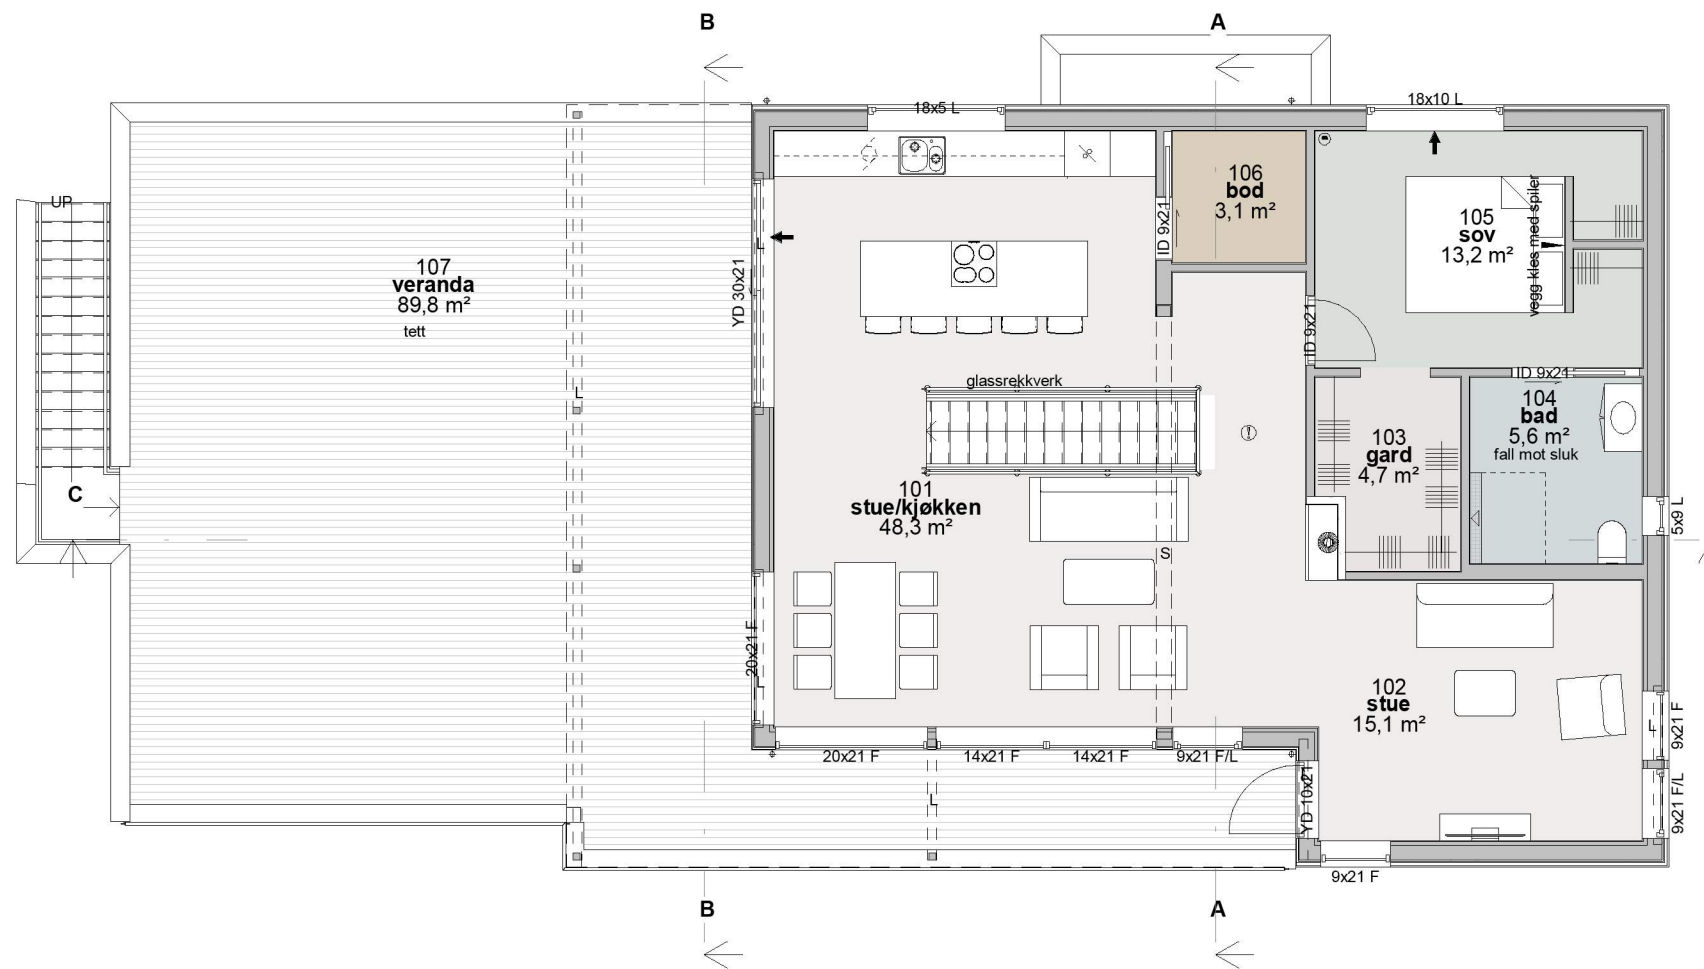 B
A
18x5 L
18x10 L
106
bod
3,1 m²
ID 9x21
105
sov
13,2 m²
vegg kles med spiler
UP
107
veranda
89,8 m²
tett
L
YD 30x21
L
ID 9x21
glassrekkverk
ID 9x21
104
bad
5,6 m²
fall mot sluk
103
gard
4,7 m²
C
101
stue/kjøkken
48,3 m²
S
5x9 L
20x21 F
L
102
stue
15,1 m²
L
9x21 F
20x21 F
14x21 F
14x21 F
9x21 F/L
L
YD 10x21
9x21 F/L
9x21 F
B
A